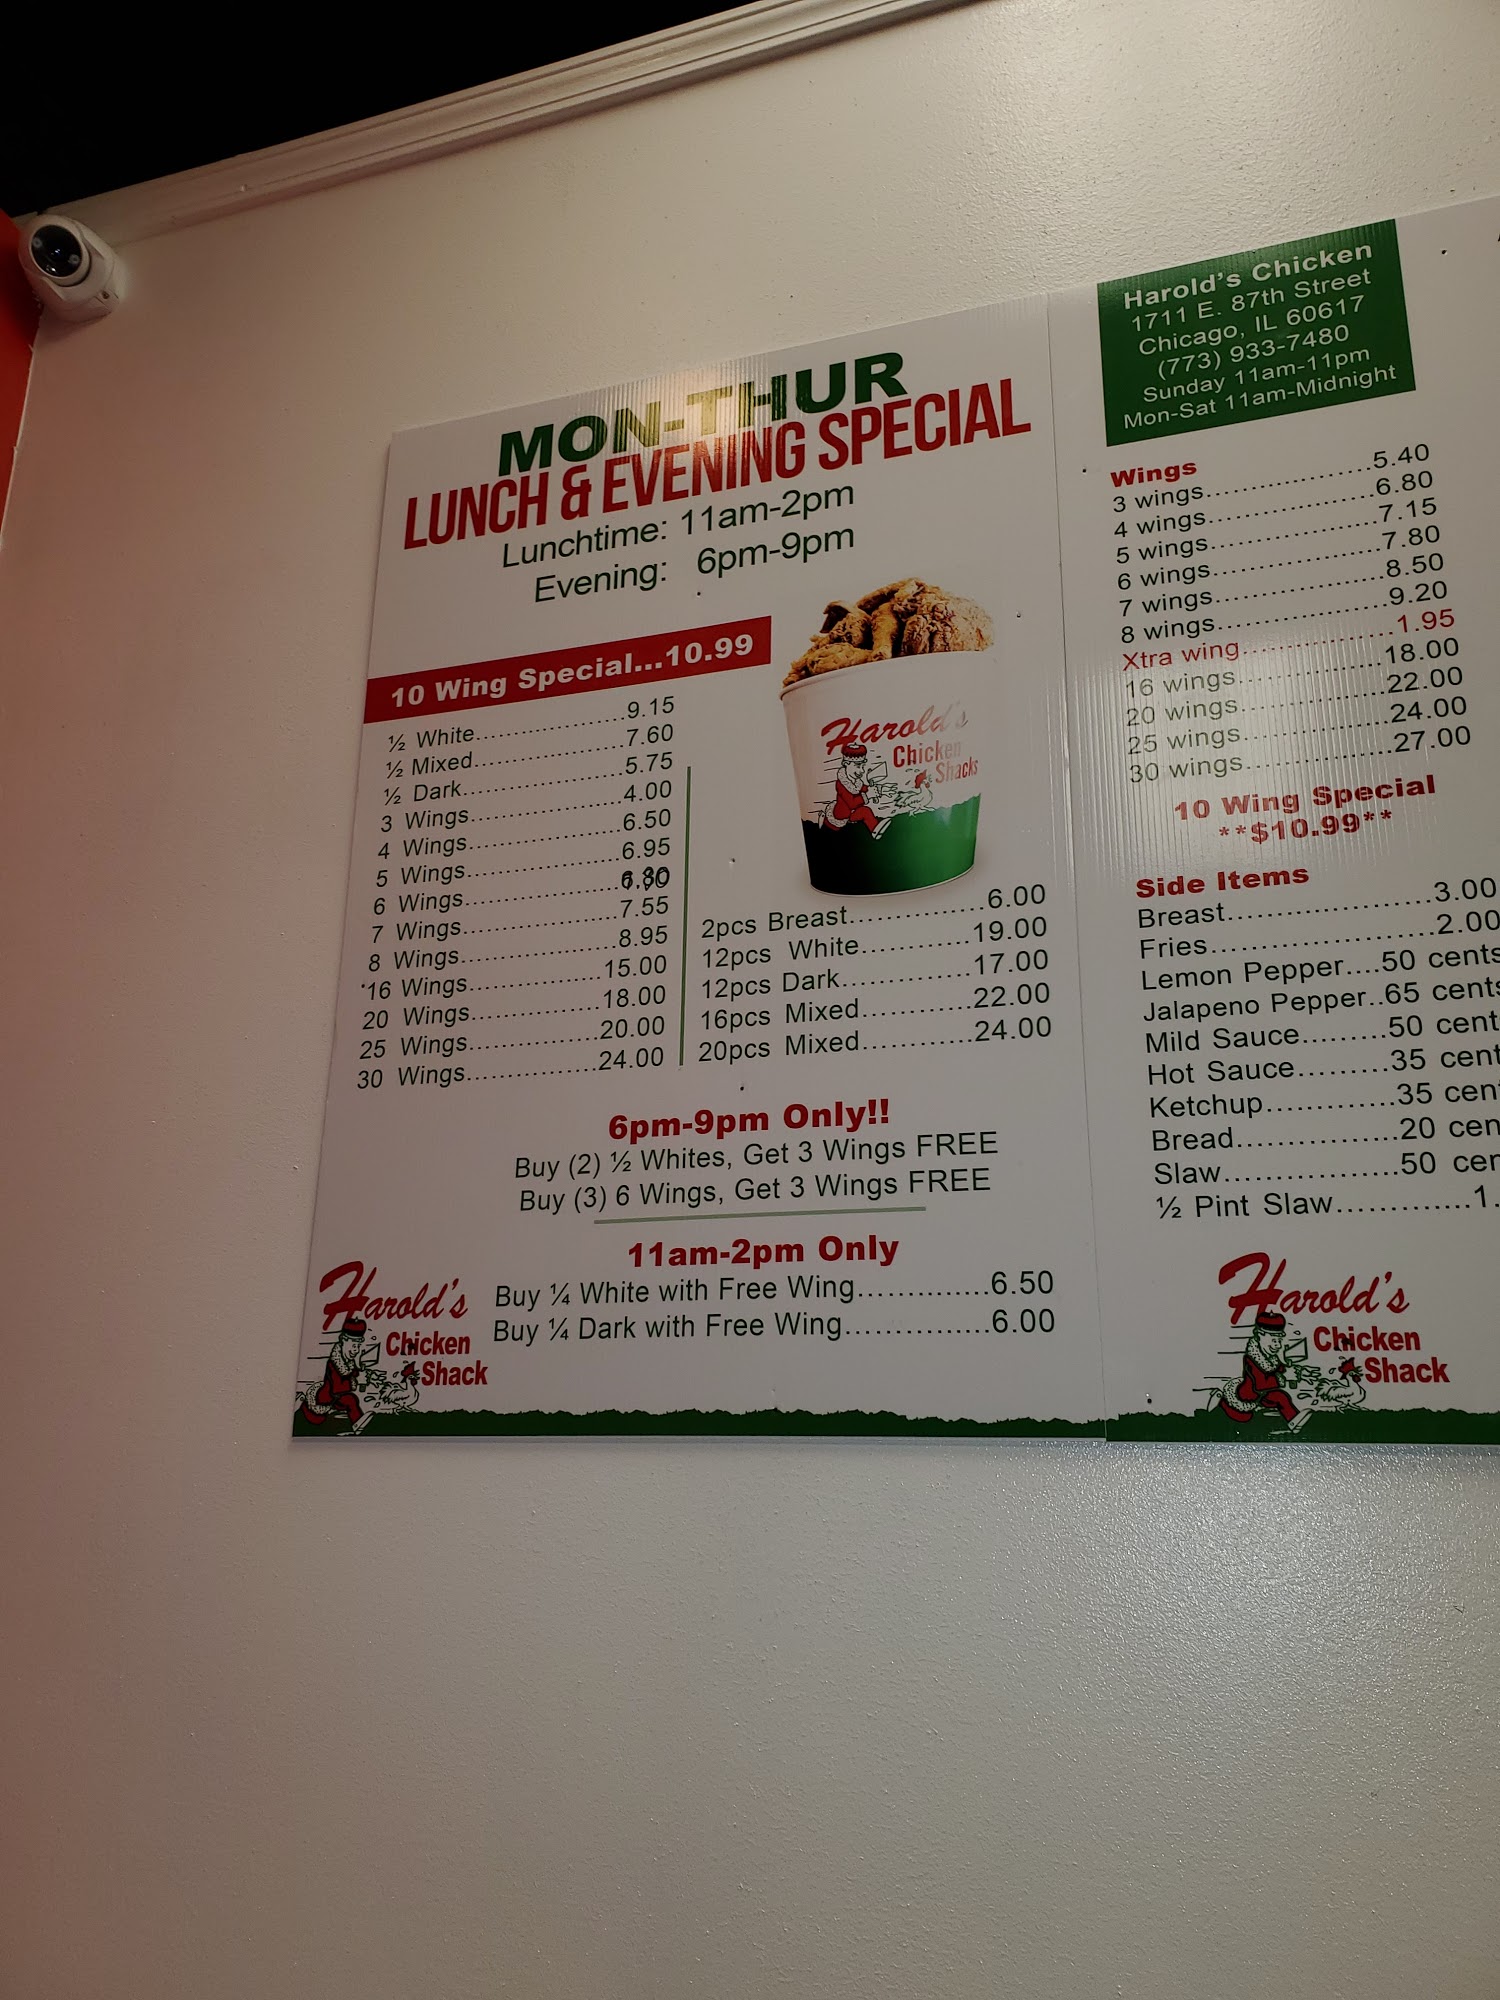 MON-THUR
LUNCH & EVENING SPECIAL
Lunchtime: 11am-2pm
Evening: 6pm-9pm
10 Wing Special...10.99
½ White..................9.15
½ Mixed..................7.60
½ Dark...................5.75
3 Wings..................4.00
4 Wings..................6.50
5 Wings..................6.95
6 Wings..................
7 Wings..................7.55
8 Wings..................8.95
16 Wings................15.00
20 Wings................18.00
25 Wings................20.00
30 Wings................24.00
Harold's
Chicken
Shacks
2pcs Breast...............6.00
12pcs White............19.00
12pcs Dark..............17.00
16pcs Mixed............22.00
20pcs Mixed............24.00
6pm-9pm Only!!
Buy (2) ½ Whites, Get 3 Wings FREE
Buy (3) 6 Wings, Get 3 Wings FREE
11am-2pm Only
Buy ¼ White with Free Wing..............6.50
Buy ¼ Dark with Free Wing...............6.00
Harold's
Chicken
Shack
Harold's Chicken
1711 E. 87th Street
Chicago, IL 60617
(773) 933-7480
Sunday 11am-11pm
Mon-Sat 11am-Midnight
Wings
3 wings....................5.40
4 wings....................6.80
5 wings....................7.15
6 wings....................7.80
7 wings....................8.50
8 wings....................9.20
Xtra wing..................1.95
16 wings..................18.00
20 wings..................22.00
25 wings..................24.00
30 wings..................27.00
10 Wing Special
**$10.99**
Side Items
Breast.......................3.00
Fries.........................2.00
Lemon Pepper....50 cents
Jalapeno Pepper..65 cents
Mild Sauce.........50 cent
Hot Sauce.........35 cent
Ketchup.............35 cen
Bread................20 cen
Slaw..................50 cer
½ Pint Slaw.............1.
Harold's
Chicken
Shack